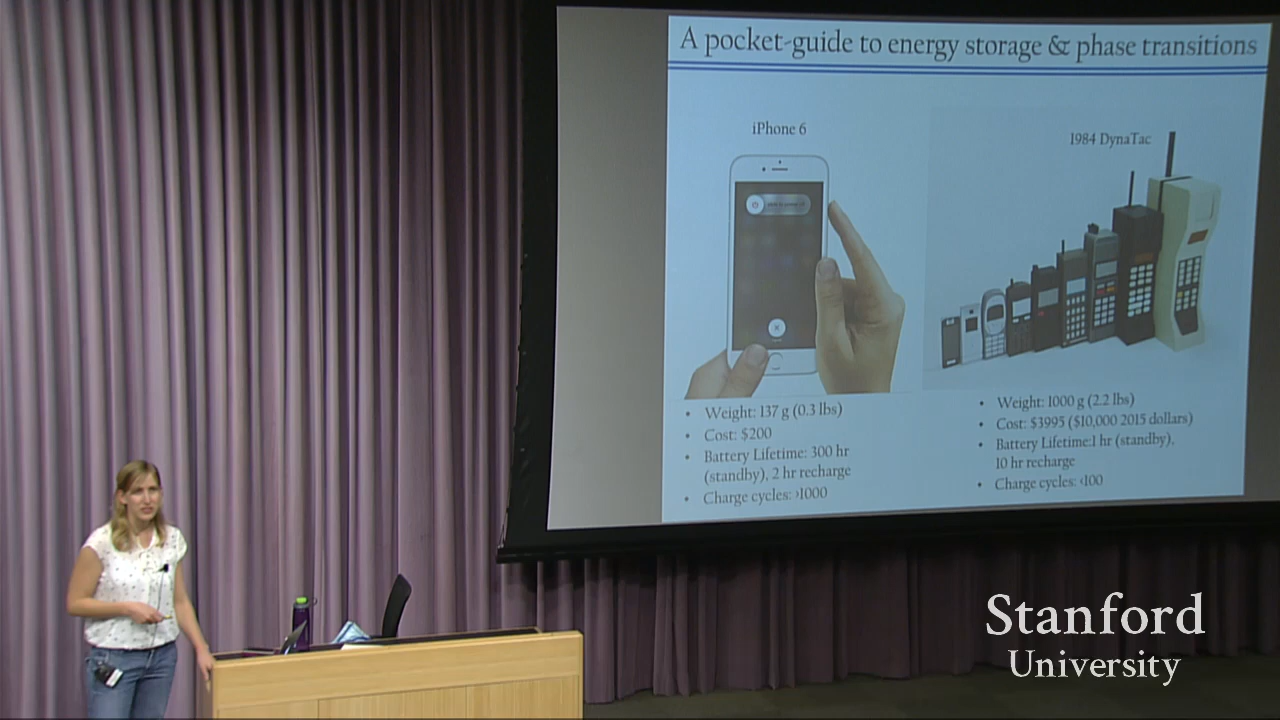 A pocket-guide to energy storage & phase transitions
iPhone 6
• Weight: 137 g (0.3 lbs)
• Cost: $200
• Battery Lifetime: 300 hr
(standby), 2 hr recharge
• Charge cycles: >1000
1984 DynaTac
• Weight: 1000 g (2.2 lbs)
• Cost: $3995 ($10,000 2015 dollars)
• Battery Lifetime:1 hr (standby),
10 hr recharge
• Charge cycles: <100
Stanford
University